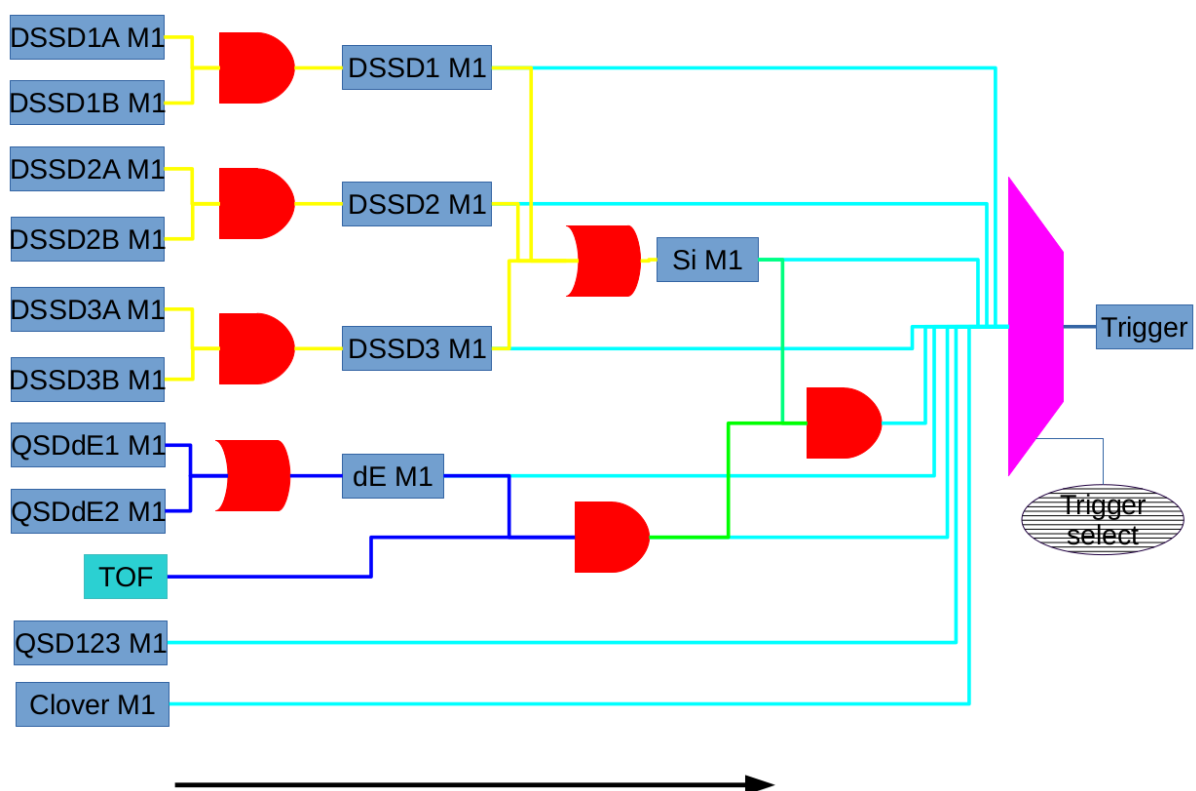 DSSD1A M1
DSSD1B M1
DSSD1 M1
DSSD2A M1
DSSD2B M1
DSSD2 M1
Si M1
DSSD3A M1
DSSD3B M1
DSSD3 M1
Trigger
QSDdE1 M1
QSDdE2 M1
dE M1
Trigger
select
TOF
QSD123 M1
Clover M1